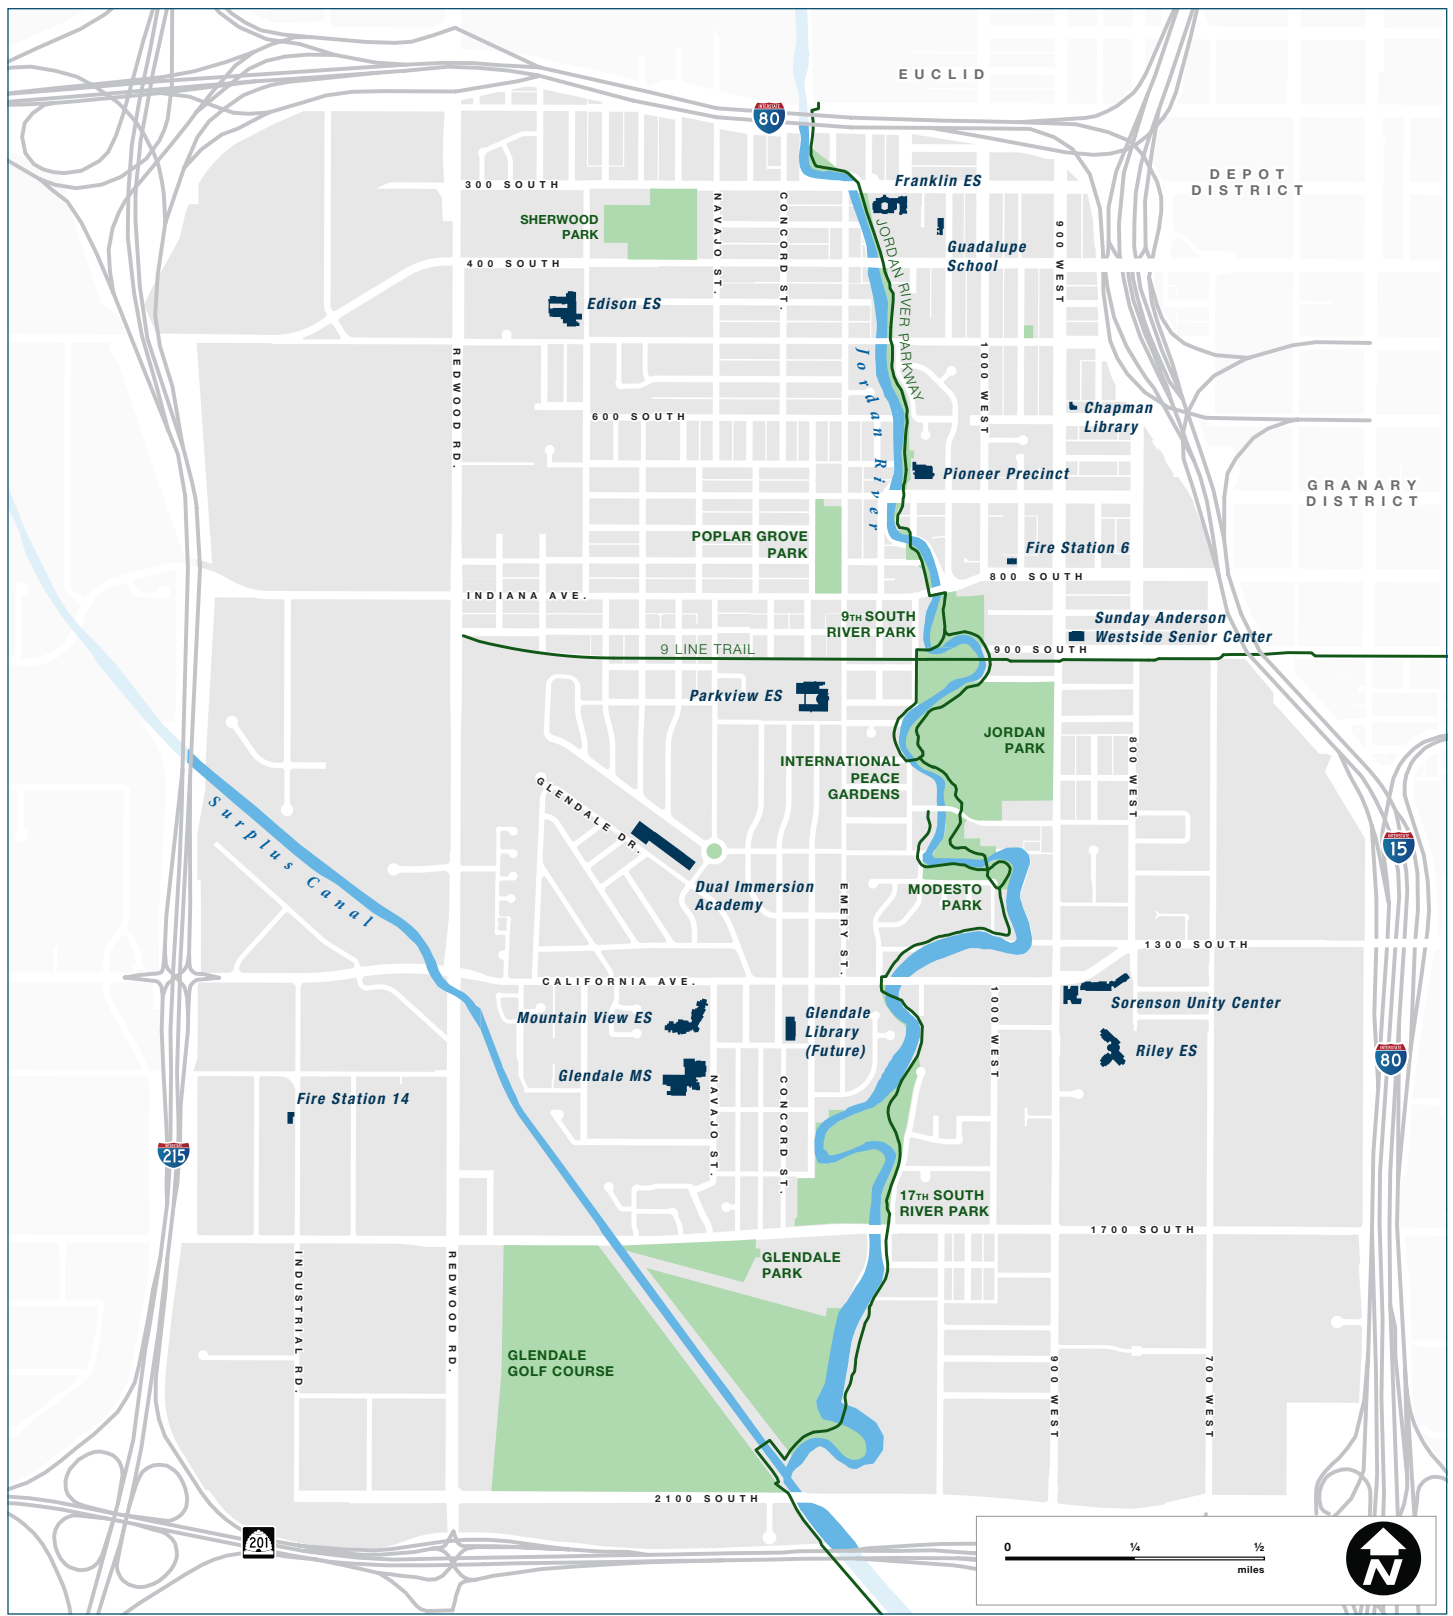 EUCLID
INTERSTATE
80
DEPOT
DISTRICT
300 SOUTH
Franklin ES
SHERWOOD
PARK
NAVAJO ST.
CONCORD ST.
JORDAN RIVER PARKWAY
Guadalupe
School
900 WEST
400 SOUTH
Edison ES
REDWOOD RD.
Jordan River
1000 WEST
600 SOUTH
Chapman
Library
Pioneer Precinct
GRANARY
DISTRICT
POPLAR GROVE
PARK
Fire Station 6
800 SOUTH
INDIANA AVE.
9TH SOUTH
RIVER PARK
Sunday Anderson
Westside Senior Center
9 LINE TRAIL
900 SOUTH
Parkview ES
JORDAN
PARK
800 WEST
INTERNATIONAL
PEACE
GARDENS
GLENDALE DR.
Surplus Canal
INTERSTATE
15
Dual Immersion
Academy
EMERY ST.
MODESTO
PARK
1300 SOUTH
CALIFORNIA AVE.
Mountain View ES
Glendale
Library
(Future)
1000 WEST
Sorenson Unity Center
Riley ES
INTERSTATE
80
Glendale MS
NAVAJO ST.
CONCORD ST.
Fire Station 14
INTERSTATE
215
17TH SOUTH
RIVER PARK
1700 SOUTH
INDUSTRIAL RD.
REDWOOD RD.
GLENDALE
PARK
GLENDALE
GOLF COURSE
900 WEST
700 WEST
2100 SOUTH
201
0 ¼ ½
miles
N